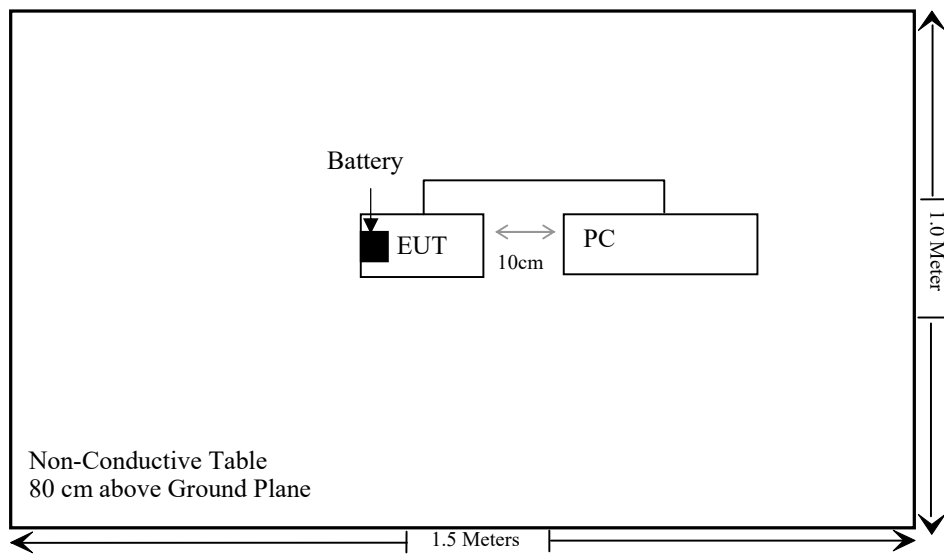 Battery
EUT
PC
10cm
1.0 Meter
Non-Conductive Table
80 cm above Ground Plane
1.5 Meters